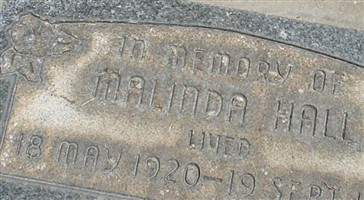 IN MEMORY OF
MALINDA HALL
LIVED
18 MAY 1920-19 SEPT